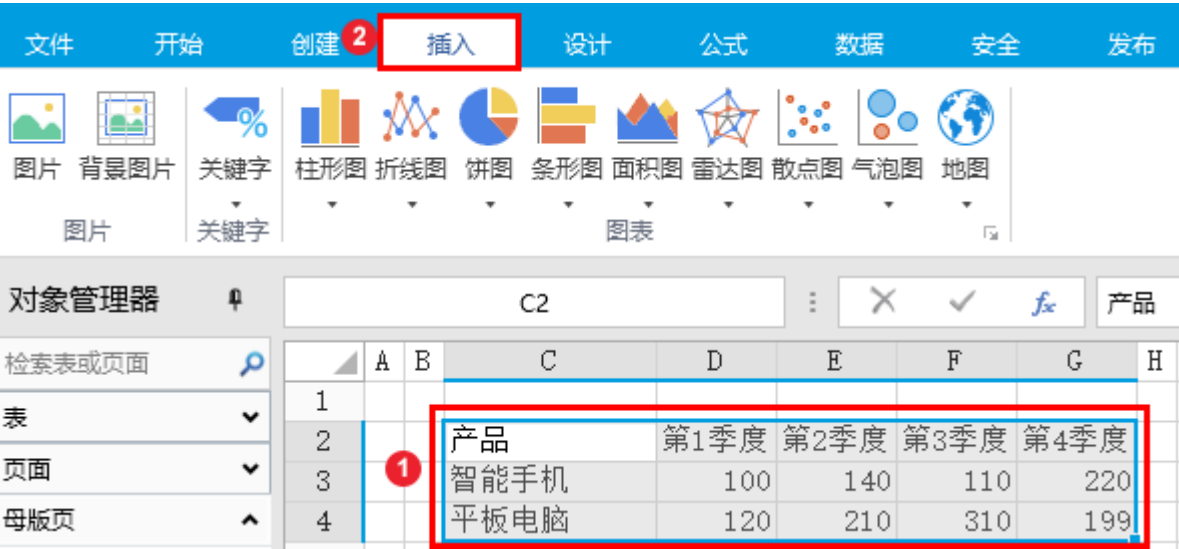 文件 开始 创建 2 插入 设计 公式 数据 安全 发布
图片 背景图片 关键字 柱形图 折线图 饼图 条形图 面积图 雷达图 散点图 气泡图 地图
图片 关键字 图表
对象管理器 C2 fx 产品
检索表或页面 A B C D E F G H
表 1
2 产品 第1季度 第2季度 第3季度 第4季度
页面 1 3 智能手机 100 140 110 220
母版页 4 平板电脑 120 210 310 199